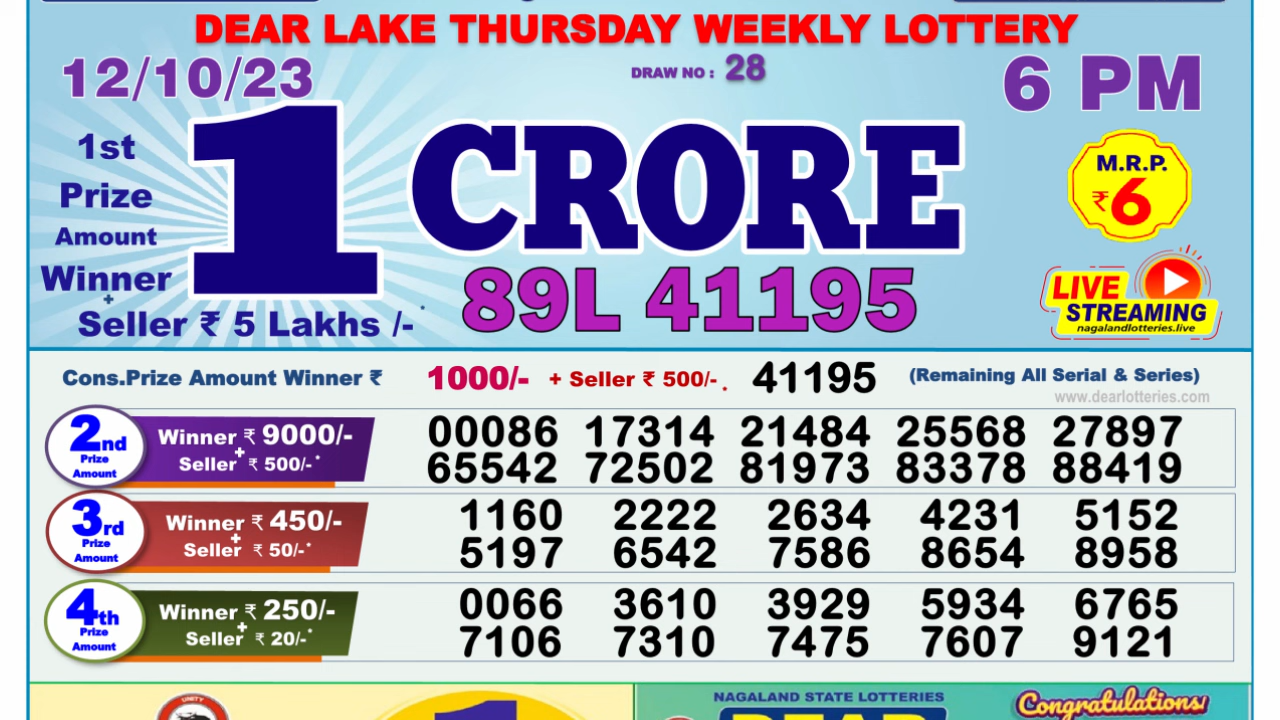 DEAR LAKE THURSDAY WEEKLY LOTTERY
12/10/23
DRAW NO : 28
6 PM
1st
Prize
Amount
Winner
+
Seller ₹ 5 Lakhs /- *
1 CRORE
89L 41195
M.R.P.
₹6
LIVE
STREAMING
nagalandlotteries.live
Cons.Prize Amount Winner ₹ 1000/- + Seller ₹ 500/- . 41195 (Remaining All Serial & Series)
www.dearlotteries.com
2nd
Prize
Amount
Winner ₹ 9000/-
+
Seller ₹ 500/-*
00086 17314 21484 25568 27897
65542 72502 81973 83378 88419
3rd
Prize
Amount
Winner ₹ 450/-
+
Seller ₹ 50/-*
1160 2222 2634 4231 5152
5197 6542 7586 8654 8958
4th
Prize
Amount
Winner ₹ 250/-
+
Seller ₹ 20/-*
0066 3610 3929 5934 6765
7106 7310 7475 7607 9121
UNITY
1
NAGALAND STATE LOTTERIES
DEAR
Congratulations!